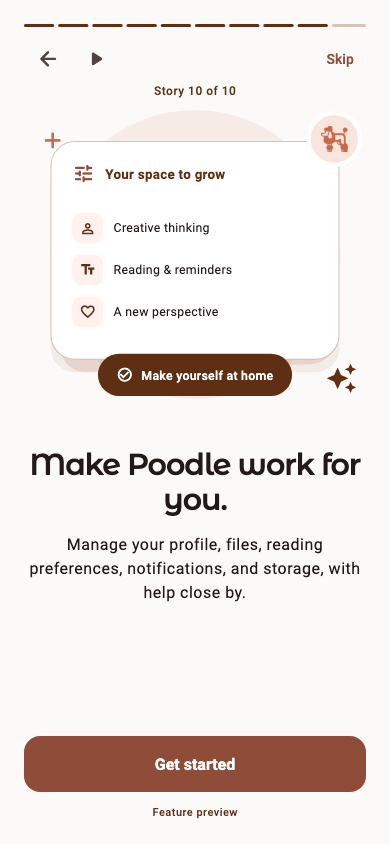 Skip
Story 10 of 10
Your space to grow
Creative thinking
Reading & reminders
A new perspective
Make yourself at home
Make Poodle work for
you.
Manage your profile, files, reading
preferences, notifications, and storage, with
help close by.
Get started
Feature preview